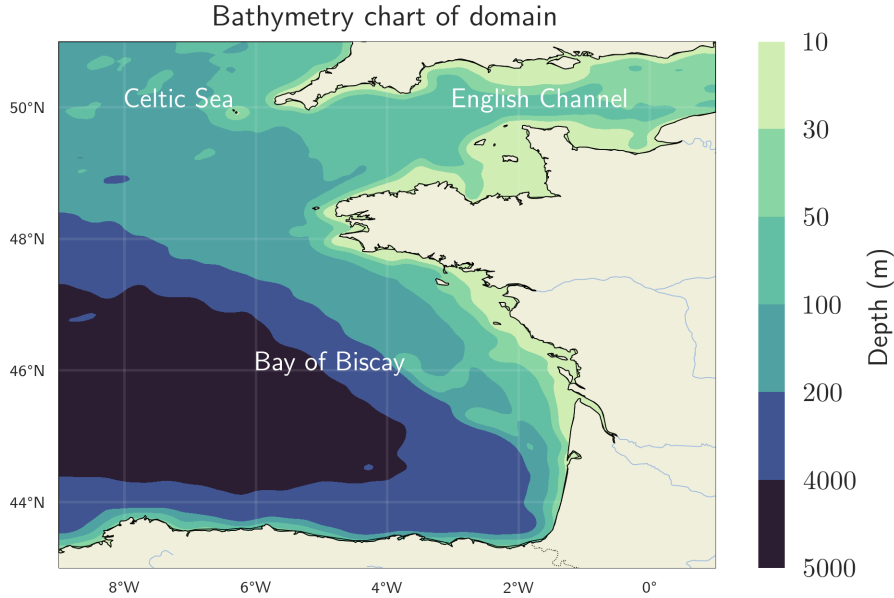 Bathymetry chart of domain
Celtic Sea
English Channel
Bay of Biscay
50°N
48°N
46°N
44°N
8°W
6°W
4°W
2°W
0°
10
30
50
100
200
4000
5000
Depth (m)